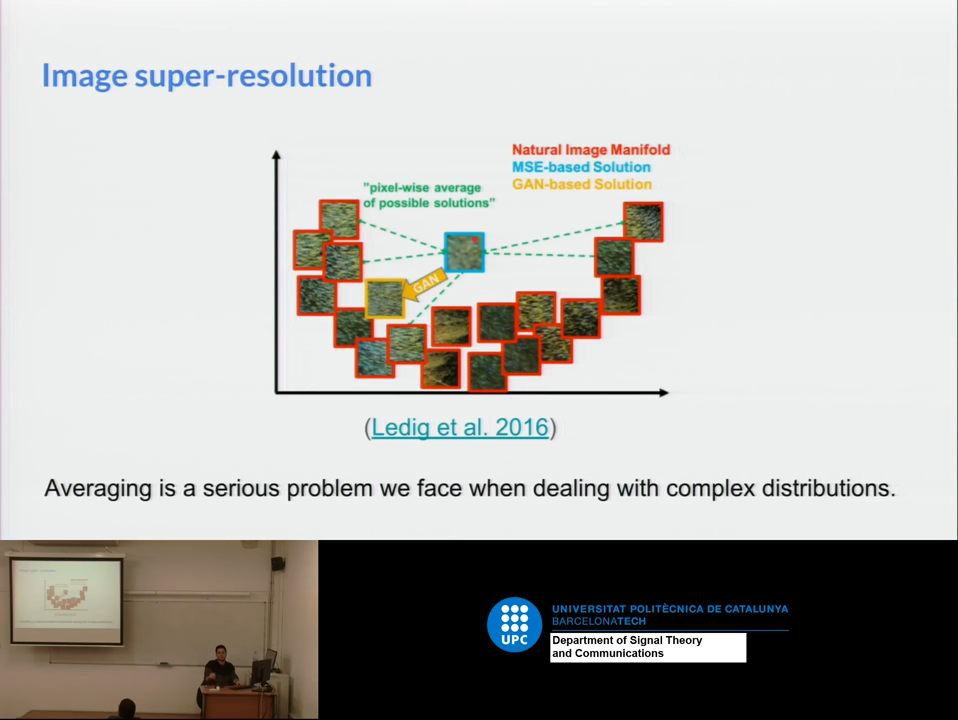 Image super-resolution
Natural Image Manifold
MSE-based Solution
GAN-based Solution
"pixel-wise average
of possible solutions"
GAN
(Ledig et al. 2016)
Averaging is a serious problem we face when dealing with complex distributions.
UPC
UNIVERSITAT POLITÈCNICA DE CATALUNYA
BARCELONATECH
Department of Signal Theory
and Communications